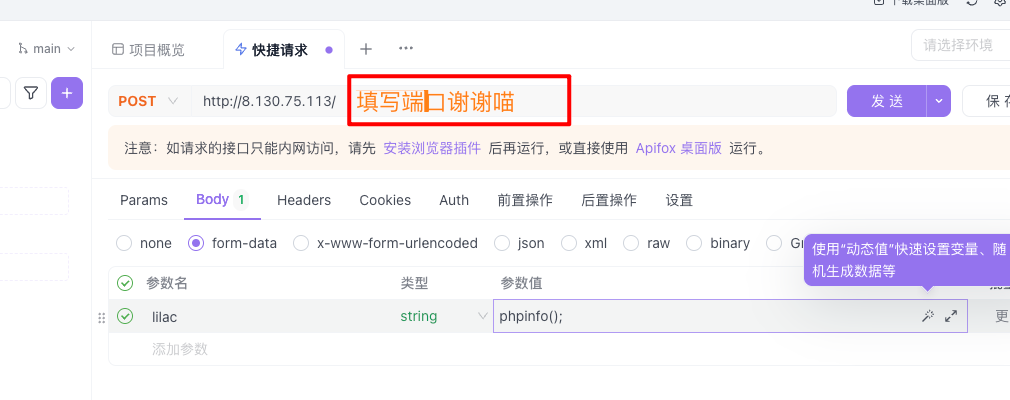 下载桌面版
main
项目概览
快捷请求
请选择环境
POST
http://8.130.75.113/
填写端口谢谢喵
发 送
保 存
注意：如请求的接口只能内网访问，请先 安装浏览器插件 后再运行，或直接使用 Apifox 桌面版 运行。
Params
Body 1
Headers
Cookies
Auth
前置操作
后置操作
设置
none
form-data
x-www-form-urlencoded
json
xml
raw
binary
使用“动态值”快速设置变量、随
机生成数据等
参数名
类型
参数值
lilac
string
phpinfo();
更
添加参数